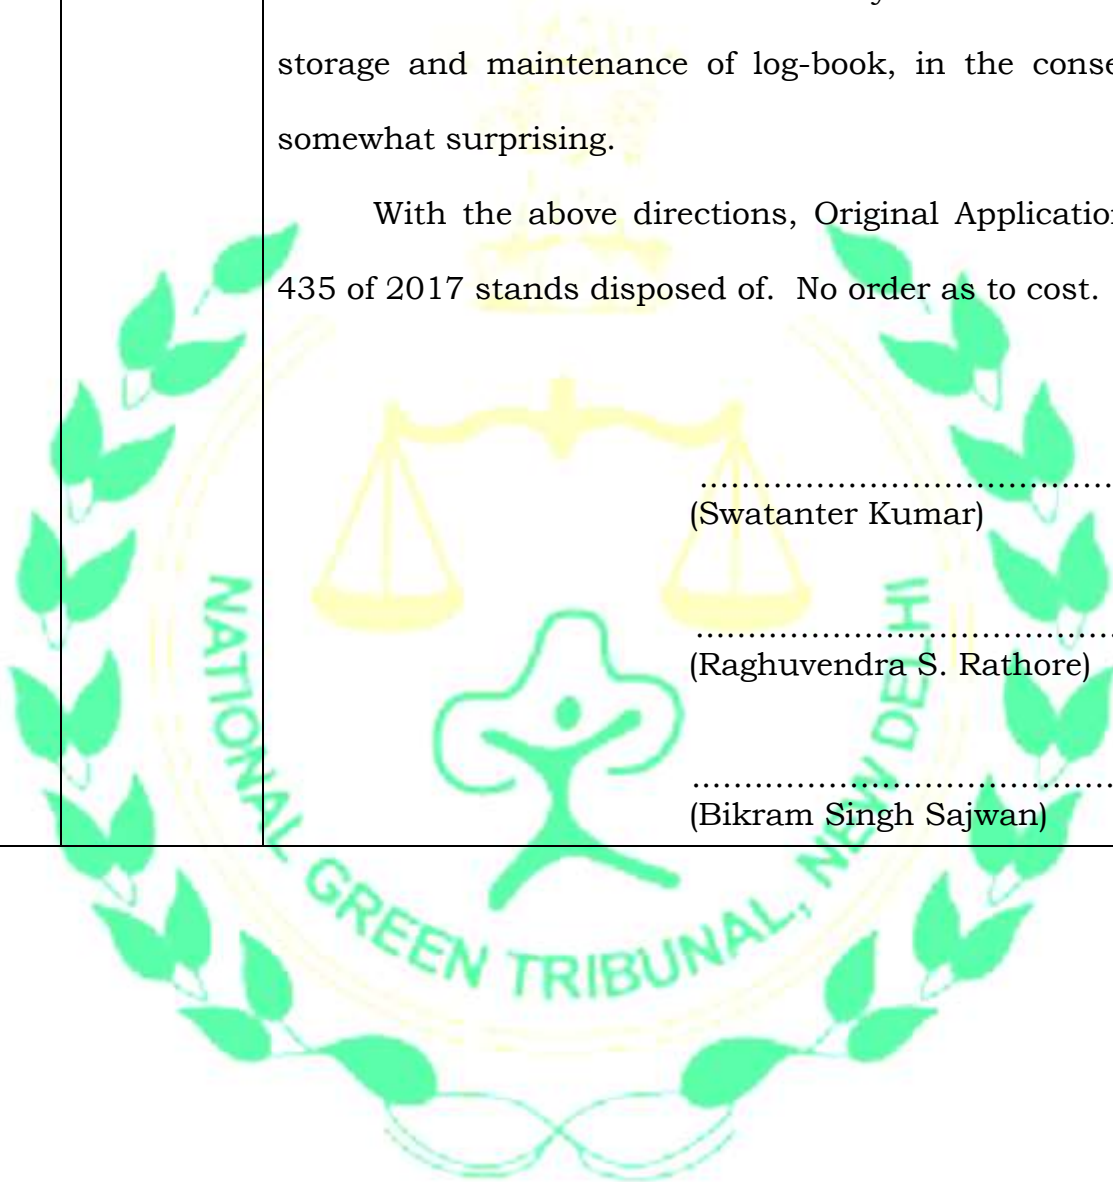 storage and maintenance of log-book, in the
somewhat surprising.
With the above directions, Original
435 of 2017 stands disposed of. No order as to cost.
................................................
(Swatanter Kumar)
................................................
(Raghuvendra S. Rathore)
................................................
(Bikram Singh Sajwan)
NATIONAL GREEN TRIBUNAL, NEW DELHI